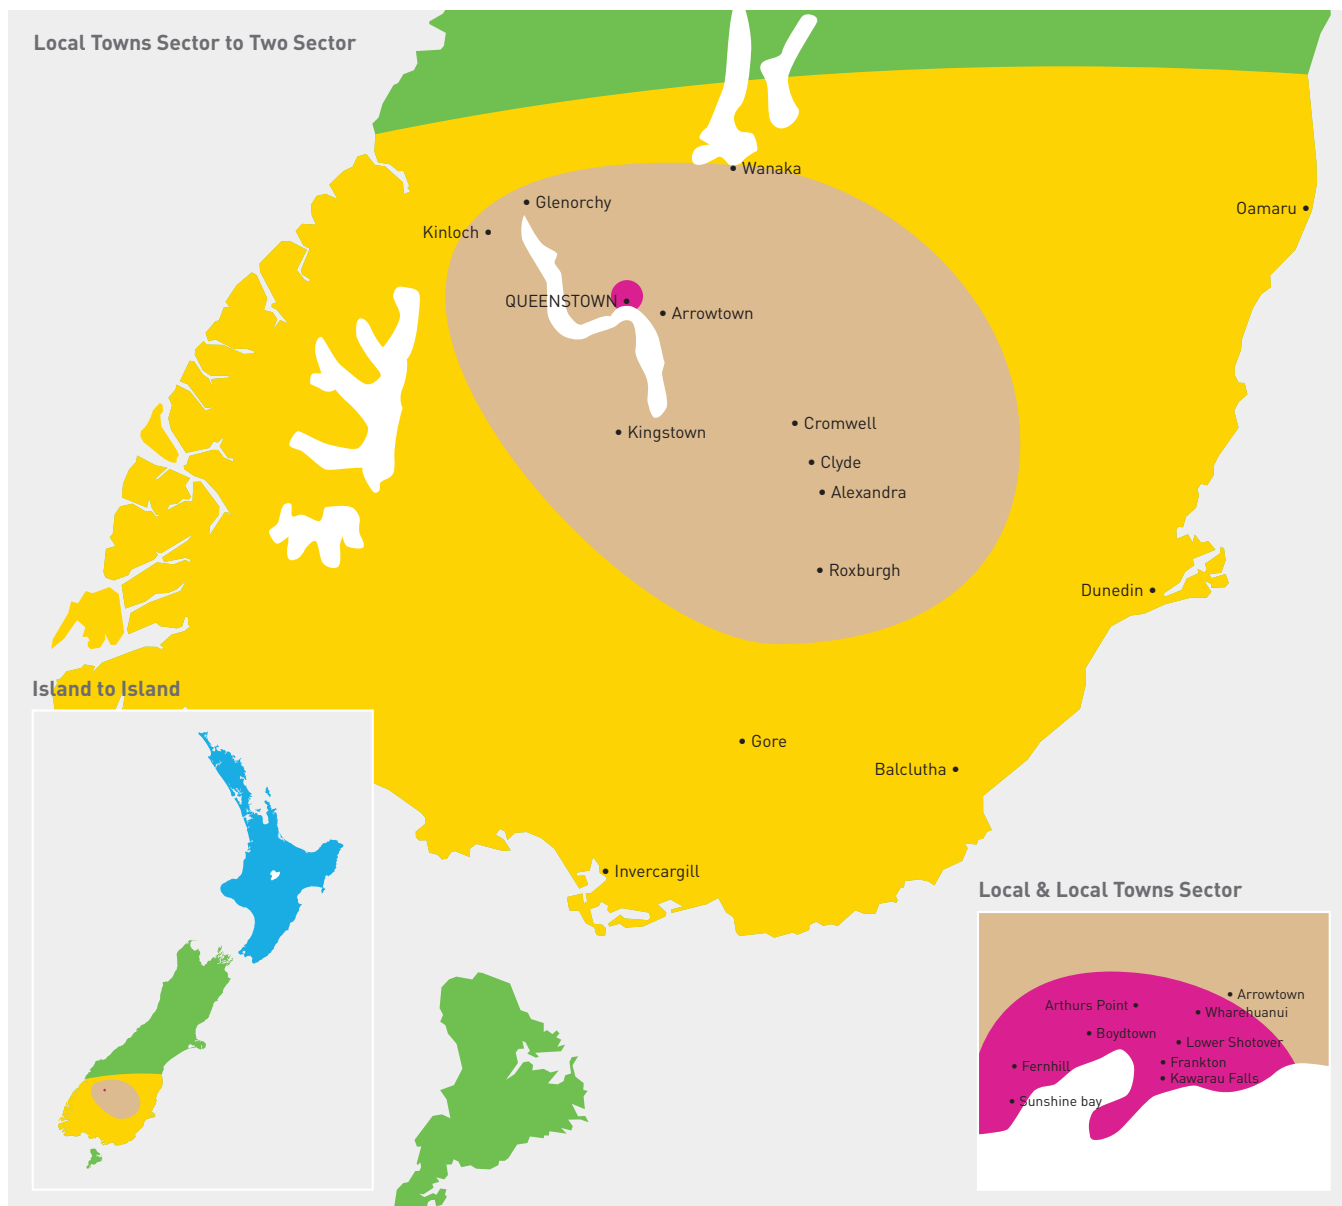 Local Towns Sector to Two Sector
Wanaka
Glenorchy
Oamaru
Kinloch
QUEENSTOWN
Arrowtown
Cromwell
Kingstown
Clyde
Alexandra
Roxburgh
Dunedin
Island to Island
Gore
Balclutha
Invercargill
Local & Local Towns Sector
Arrowtown
Arthurs Point
Wharehuanui
Boydtown
Lower Shotover
Frankton
Fernhill
Kawarau Falls
Sunshine bay